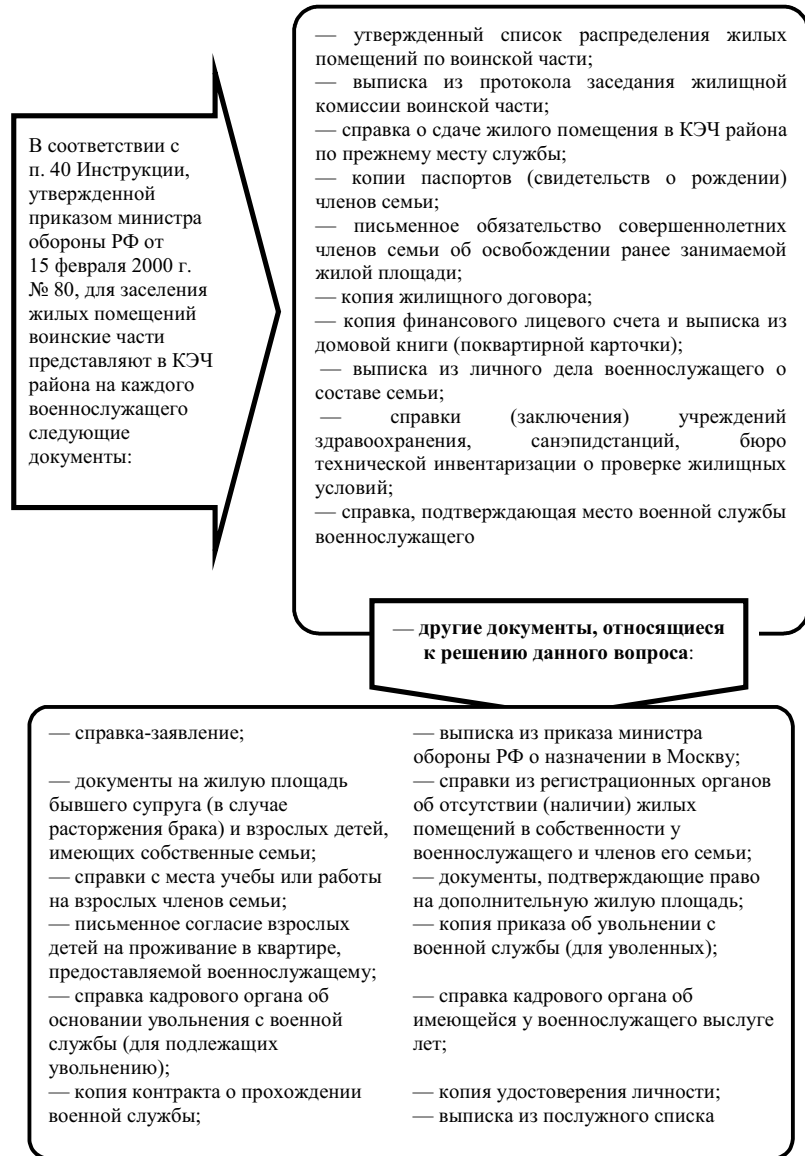 В соответствии с
п. 40 Инструкции,
утвержденной
приказом министра
обороны РФ от
15 февраля 2000 г.
№ 80, для заселения
жилых помещений
воинские части
представляют в КЭЧ
района на каждого
военнослужащего
следующие
документы:
— утвержденный список распределения жилых
помещений по воинской части;
— выписка из протокола заседания жилищной
комиссии воинской части;
— справка о сдаче жилого помещения в КЭЧ района
по прежнему месту службы;
— копии паспортов (свидетельств о рождении)
членов семьи;
— письменное обязательство совершеннолетних
членов семьи об освобождении ранее занимаемой
жилой площади;
— копия жилищного договора;
— копия финансового лицевого счета и выписка из
домовой книги (поквартирной карточки);
— выписка из личного дела военнослужащего о
составе семьи;
— справки (заключения) учреждений
здравоохранения, санэпидстанций, бюро
технической инвентаризации о проверке жилищных
условий;
— справка, подтверждающая место военной службы
военнослужащего
— другие документы, относящиеся
к решению данного вопроса:
— справка-заявление;
— документы на жилую площадь
бывшего супруга (в случае
расторжения брака) и взрослых детей,
имеющих собственные семьи;
— справки с места учебы или работы
на взрослых членов семьи;
— письменное согласие взрослых
детей на проживание в квартире,
предоставляемой военнослужащему;
— справка кадрового органа об
основании увольнения с военной
службы (для подлежащих
увольнению);
— копия контракта о прохождении
военной службы;
— выписка из приказа министра
обороны РФ о назначении в Москву;
— справки из регистрационных органов
об отсутствии (наличии) жилых
помещений в собственности у
военнослужащего и членов его семьи;
— документы, подтверждающие право
на дополнительную жилую площадь;
— копия приказа об увольнении с
военной службы (для уволенных);
— справка кадрового органа об
имеющейся у военнослужащего выслуге
лет;
— копия удостоверения личности;
— выписка из послужного списка